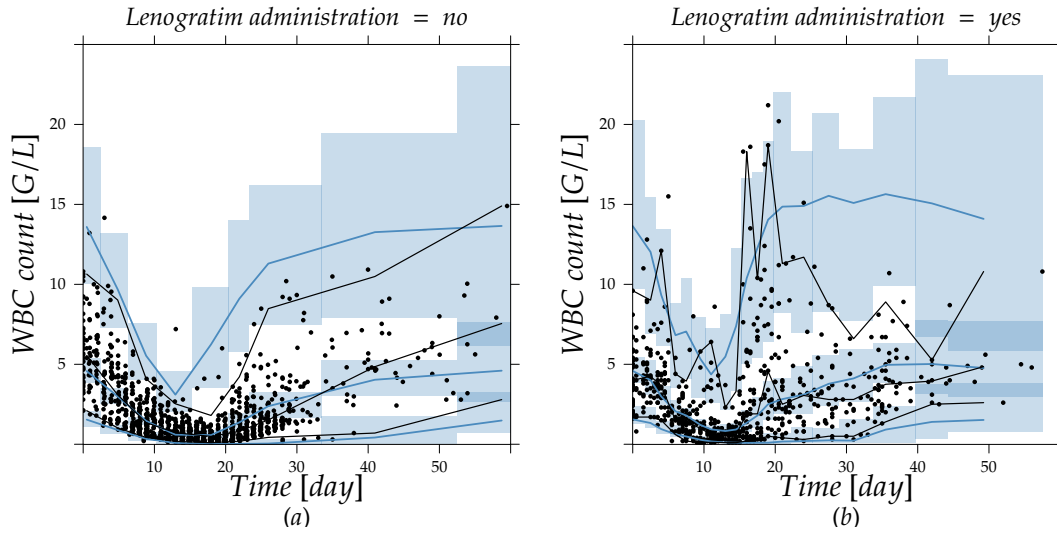 Lenogratim administration = no
Lenogratim administration = yes
WBC count [G/L]
20
15
10
5
10 20 30 40 50
Time [day]
(a)
WBC count [G/L]
20
15
10
5
10 20 30 40 50
Time [day]
(b)